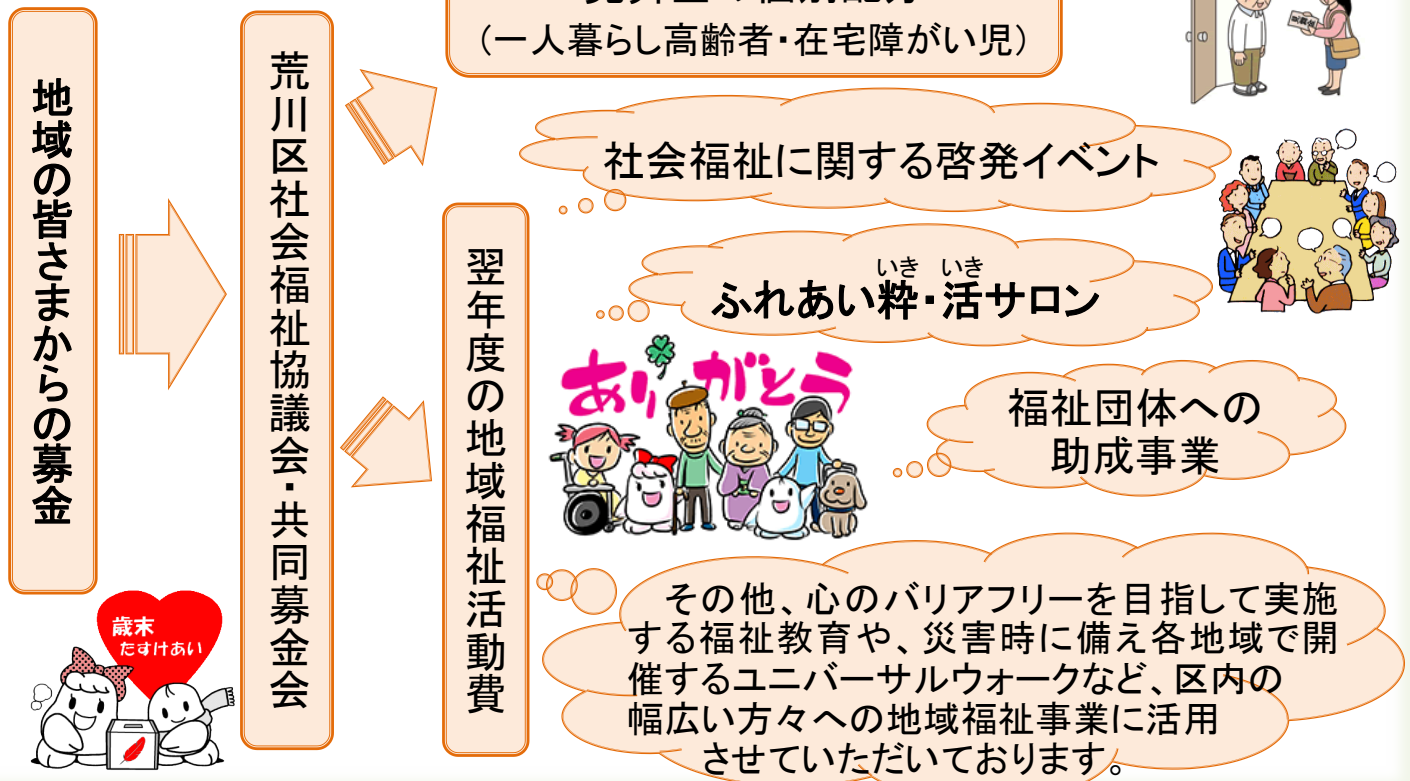 地域の皆さまからの募金
荒川区社会福祉協議会・共同募金会
(一人暮らし高齢者・在宅障がい児)
翌年度の地域福祉活動費
社会福祉に関する啓発イベント
いき いき
ふれあい粋・活サロン
ありがとう
福祉団体への
助成事業
その他、心のバリアフリーを目指して実施
する福祉教育や、災害時に備え各地域で開
催するユニバーサルウォークなど、区内の
幅広い方々への地域福祉事業に活用
させていただいております。
歳末
たすけあい